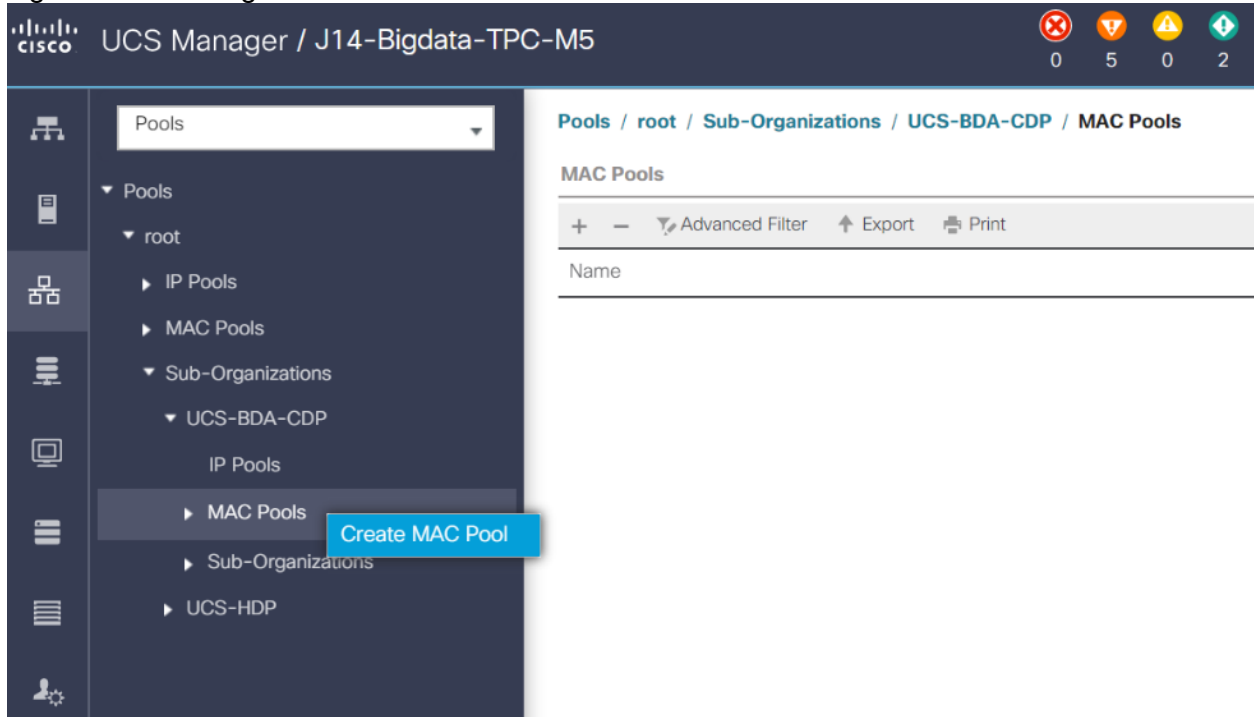 cisco UCS Manager / J14-Bigdata-TPC-M5
0 5 0 2
Pools
Pools
root
IP Pools
MAC Pools
Sub-Organizations
UCS-BDA-CDP
IP Pools
MAC Pools
Create MAC Pool
Sub-Organizations
UCS-HDP
Pools / root / Sub-Organizations / UCS-BDA-CDP / MAC Pools
MAC Pools
+ − Advanced Filter Export Print
Name